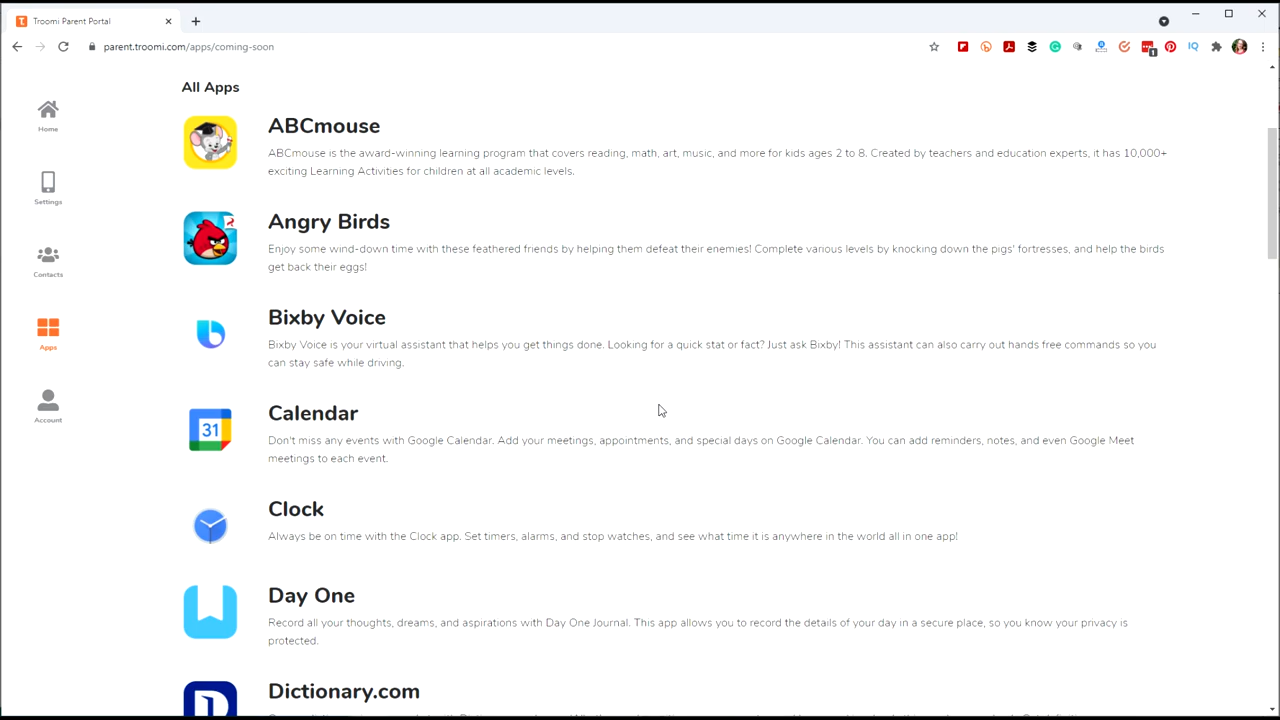 Troomi Parent Portal
parent.troomi.com/apps/coming-soon
IQ
1
Home
Settings
Contacts
Apps
Account
All Apps
ABCmouse
ABCmouse is the award-winning learning program that covers reading, math, art, music, and more for kids ages 2 to 8. Created by teachers and education experts, it has 10,000+
exciting Learning Activities for children at all academic levels.
Angry Birds
Enjoy some wind-down time with these feathered friends by helping them defeat their enemies! Complete various levels by knocking down the pigs' fortresses, and help the birds
get back their eggs!
Bixby Voice
Bixby Voice is your virtual assistant that helps you get things done. Looking for a quick stat or fact? Just ask Bixby! This assistant can also carry out hands free commands so you
can stay safe while driving.
31
Calendar
Don't miss any events with Google Calendar. Add your meetings, appointments, and special days on Google Calendar. You can add reminders, notes, and even Google Meet
meetings to each event.
Clock
Always be on time with the Clock app. Set timers, alarms, and stop watches, and see what time it is anywhere in the world all in one app!
Day One
Record all your thoughts, dreams, and aspirations with Day One Journal. This app allows you to record the details of your day in a secure place, so you know your privacy is
protected.
Dictionary.com